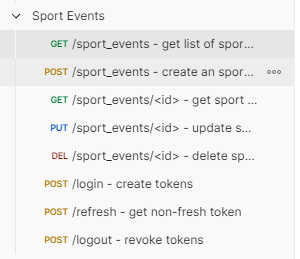 Sport Events
GET /sport_events - get list of spor...
POST /sport_events - create an spor...
GET /sport_events/<id> - get sport ...
PUT /sport_events/<id> - update s...
DEL /sport_events/<id> - delete sp...
POST /login - create tokens
POST /refresh - get non-fresh token
POST /logout - revoke tokens